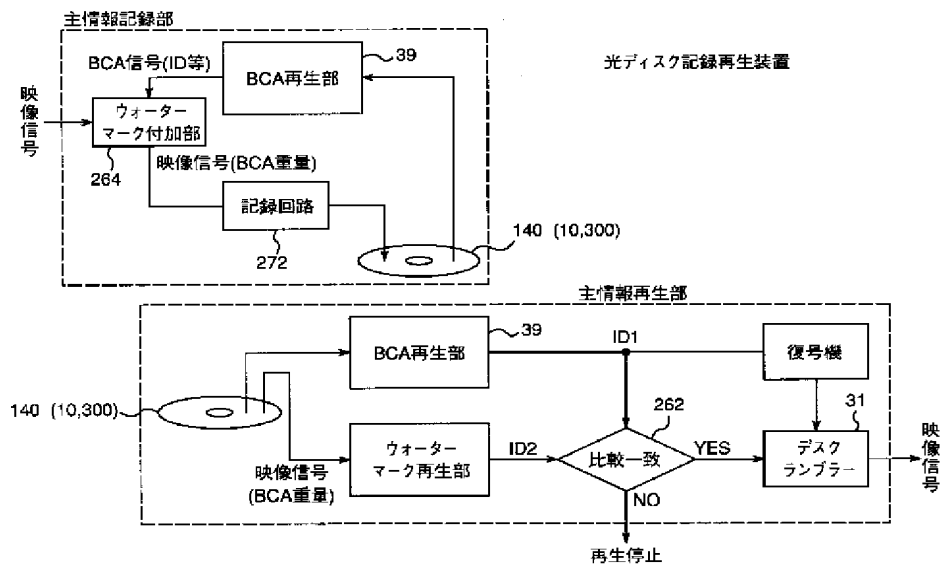 主情報記録部
光ディスク記録再生装置
39
BCA信号(ID等)
BCA再生部
映像信号
ウォーター
マーク付加部
264
映像信号(BCA重量)
記録回路
272
140 (10,300)
主情報再生部
39
BCA再生部
ID1
復号機
140 (10,300)
262
31
映像信号
(BCA重量)
ウォーター
マーク再生部
ID2
比較一致
YES
デスク
ランブラー
映像信号
NO
再生停止